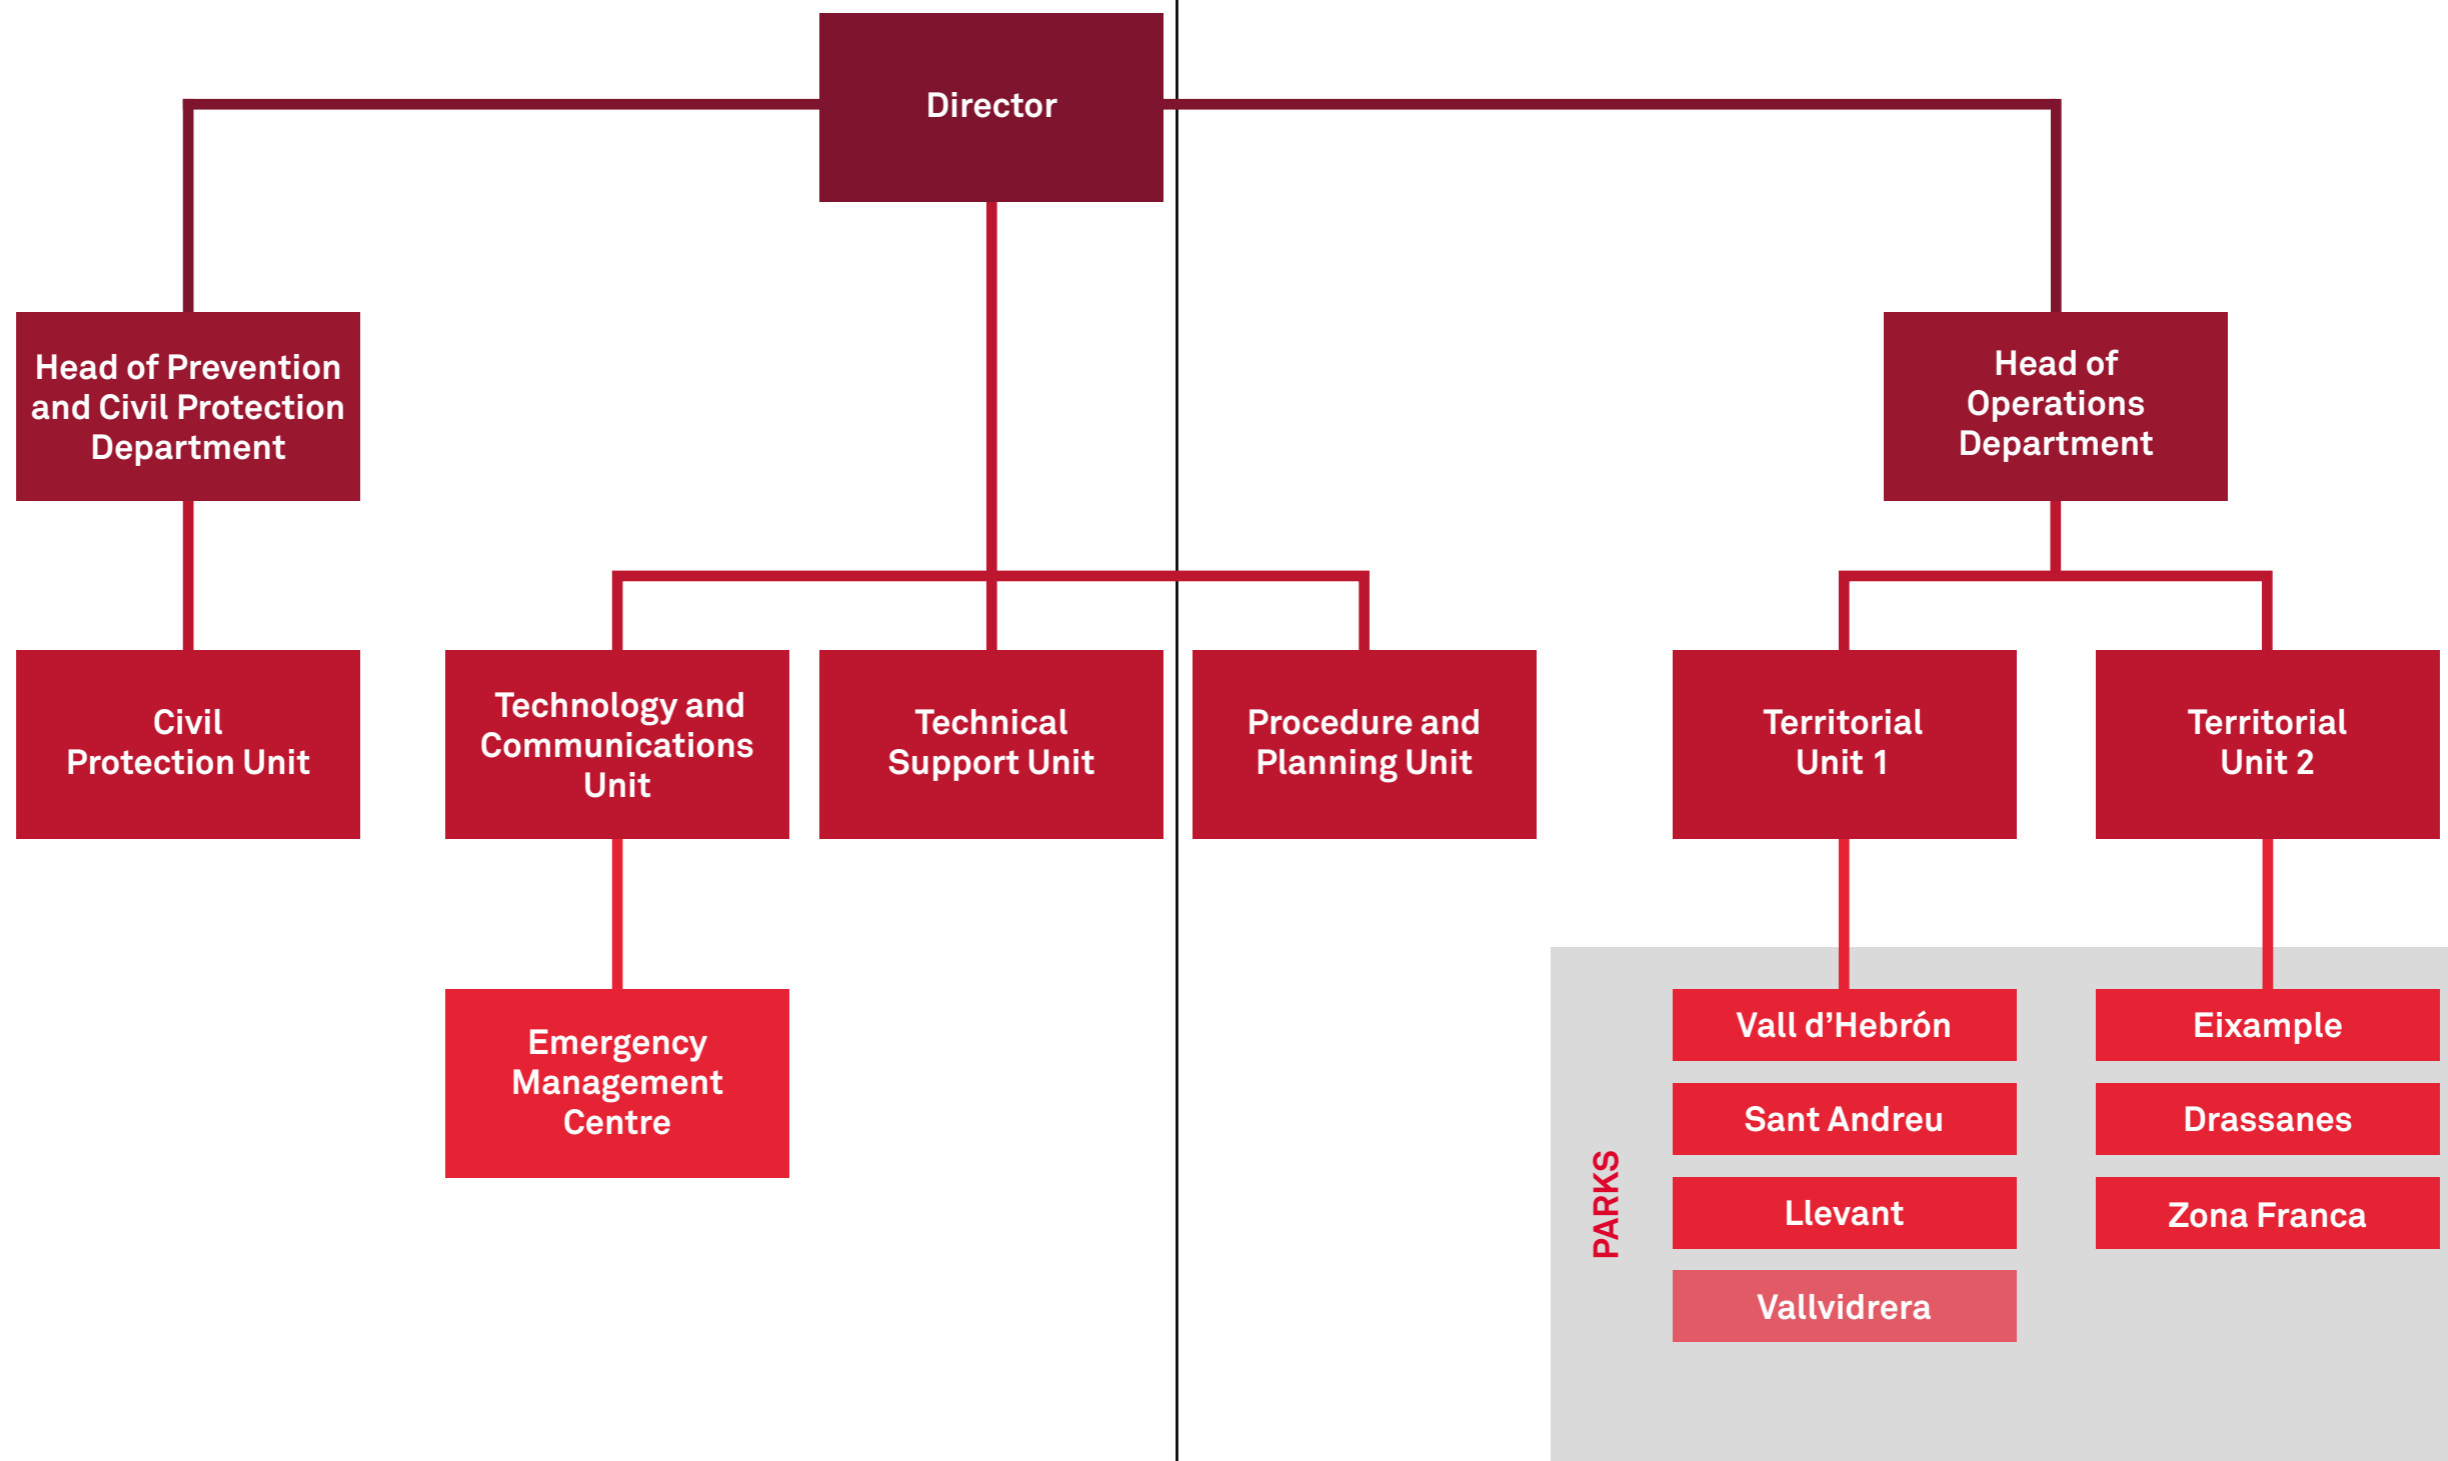 Director
Head of Prevention
and Civil Protection
Department
Head of
Operations
Department
Civil
Protection Unit
Technology and
Communications
Unit
Technical
Support Unit
Procedure and
Planning Unit
Territorial
Unit 1
Territorial
Unit 2
Emergency
Management
Centre
PARKS
Vall d’Hebrón
Sant Andreu
Llevant
Vallvidrera
Eixample
Drassanes
Zona Franca